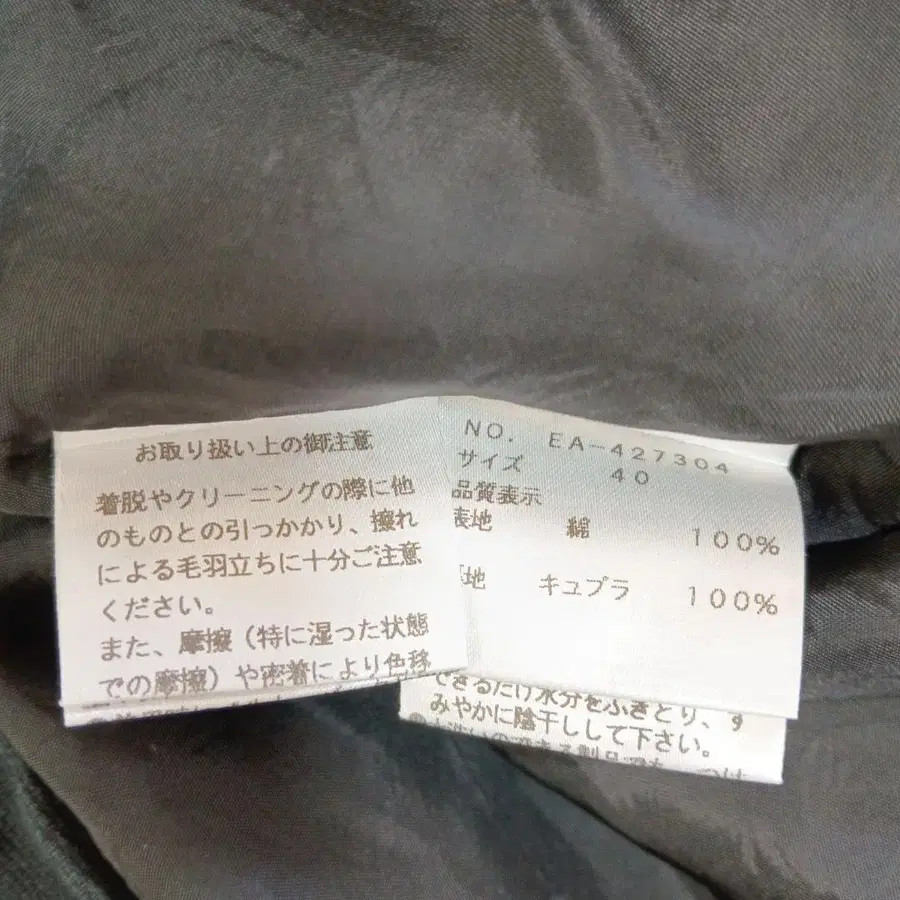 お取り扱い上の御注意
着脱やクリーニングの際に他
のものとの引っかかり、擦れ
による毛羽立ちに十分ご注意
ください。
また、摩擦（特に湿った状態
での摩擦）や密着により色移
NO. EA-427304
サイズ 40
品質表示
表地 綿 100%
地 キュプラ 100%
できるだけ水分をふきとり、す
みやかに陰干しして下さい。